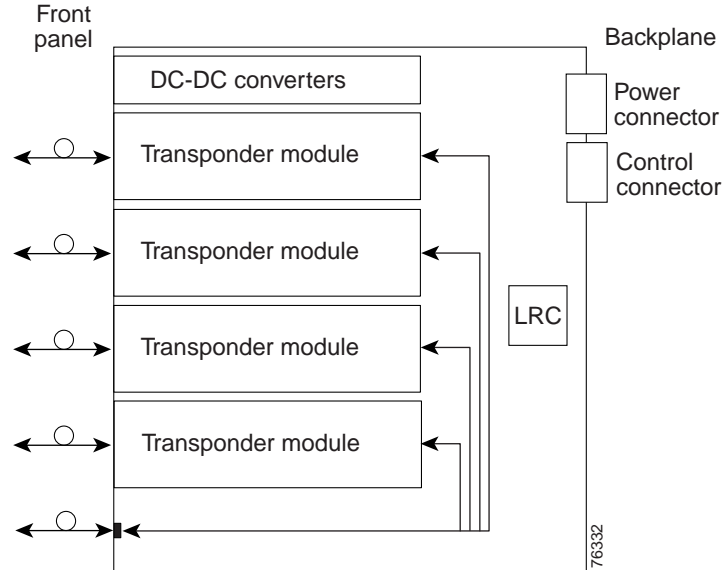 Front
panel
Backplane
DC-DC converters
Power
connector
Transponder module
Control
connector
Transponder module
LRC
Transponder module
Transponder module
76332